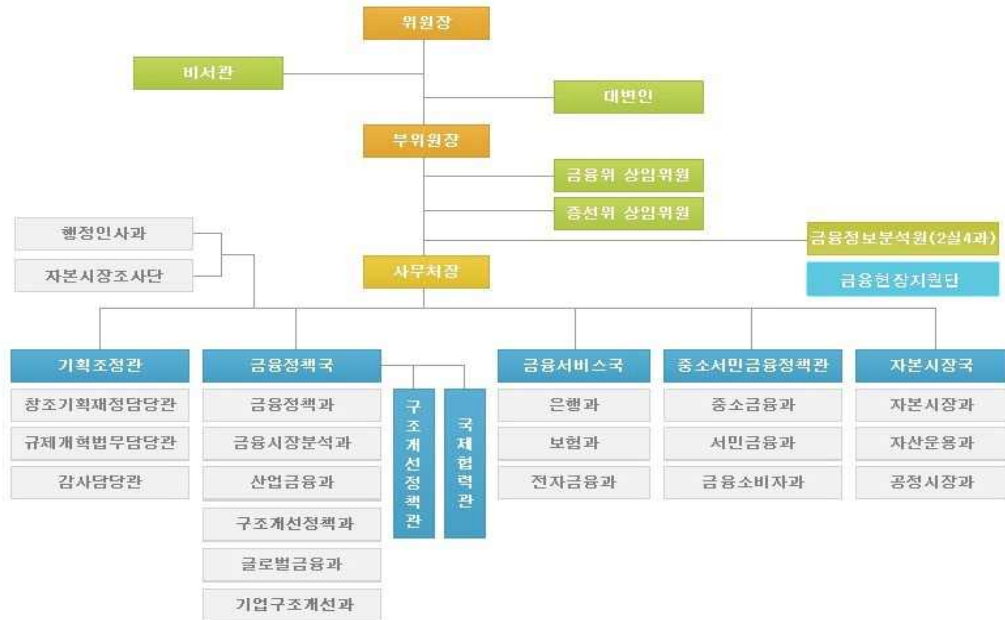 위원장
비서관
대변인
부위원장
금융위 상임위원
증선위 상임위원
행정인사과
금융정보분석원(2실4과)
자본시장조사단
사무처장
금융현장지원단
기획조정관
금융정책국
금융서비스국
중소서민금융정책관
자본시장국
창조기획재정담당관
규제개혁법무담당관
감사담당관
금융정책과
금융시장분석과
산업금융과
구조개선정책과
글로벌금융과
기업구조개선과
구조개선정책관
국제협력관
은행과
보험과
전자금융과
중소금융과
서민금융과
금융소비자과
자본시장과
자산운용과
공정시장과